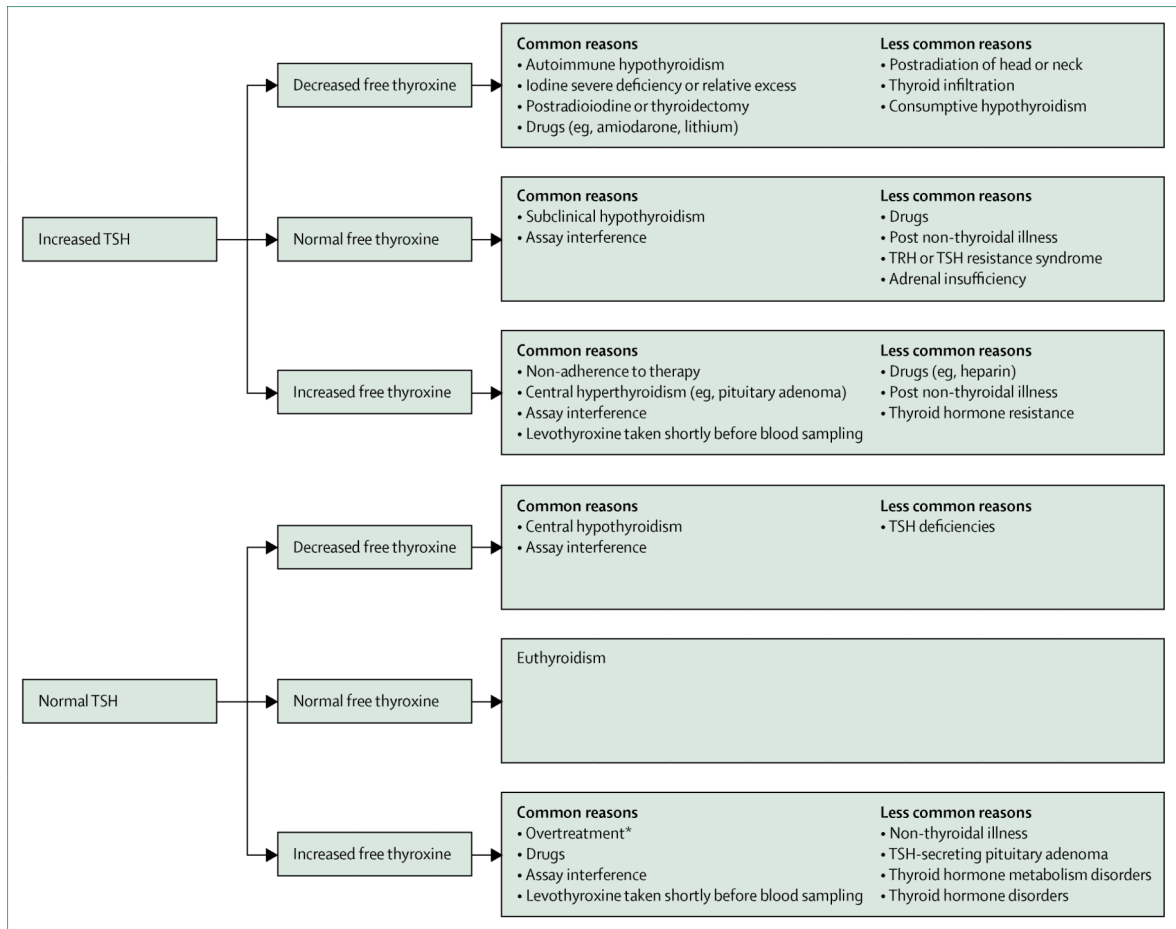 Increased TSH
Decreased free thyroxine
Common reasons
• Autoimmune hypothyroidism
• Iodine severe deficiency or relative excess
• Postradioiodine or thyroidectomy
• Drugs (eg, amiodarone, lithium)
Less common reasons
• Postradiation of head or neck
• Thyroid infiltration
• Consumptive hypothyroidism
Normal free thyroxine
Common reasons
• Subclinical hypothyroidism
• Assay interference
Less common reasons
• Drugs
• Post non-thyroidal illness
• TRH or TSH resistance syndrome
• Adrenal insufficiency
Increased free thyroxine
Common reasons
• Non-adherence to therapy
• Central hyperthyroidism (eg, pituitary adenoma)
• Assay interference
• Levothyroxine taken shortly before blood sampling
Less common reasons
• Drugs (eg, heparin)
• Post non-thyroidal illness
• Thyroid hormone resistance
Normal TSH
Decreased free thyroxine
Common reasons
• Central hypothyroidism
• Assay interference
Less common reasons
• TSH deficiencies
Normal free thyroxine
Euthyroidism
Increased free thyroxine
Common reasons
• Overtreatment*
• Drugs
• Assay interference
• Levothyroxine taken shortly before blood sampling
Less common reasons
• Non-thyroidal illness
• TSH-secreting pituitary adenoma
• Thyroid hormone metabolism disorders
• Thyroid hormone disorders